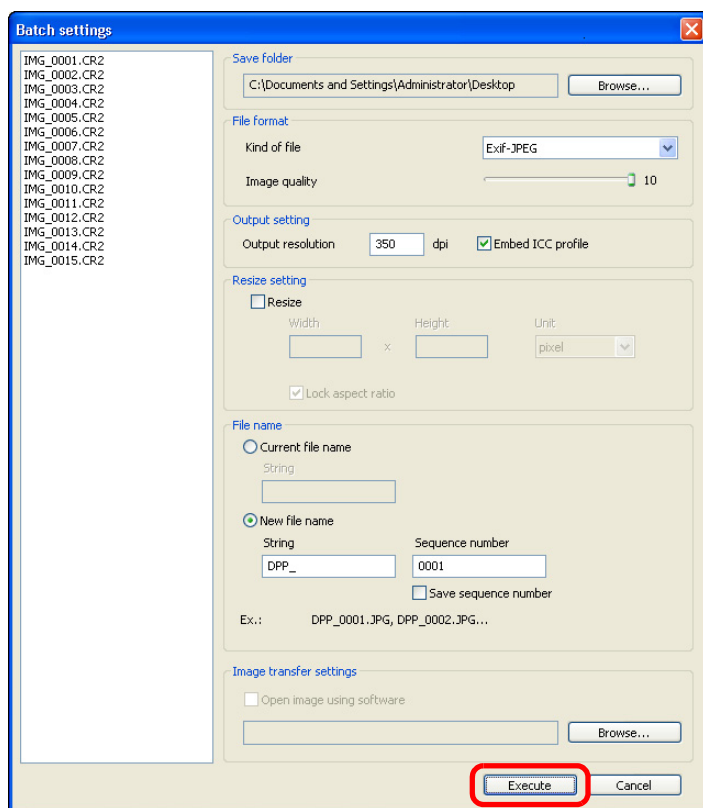 Batch settings
IMG_0001.CR2
IMG_0002.CR2
IMG_0003.CR2
IMG_0004.CR2
IMG_0005.CR2
IMG_0006.CR2
IMG_0007.CR2
IMG_0008.CR2
IMG_0009.CR2
IMG_0010.CR2
IMG_0011.CR2
IMG_0012.CR2
IMG_0013.CR2
IMG_0014.CR2
IMG_0015.CR2
Save folder
C:\Documents and Settings\Administrator\Desktop Browse...
File format
Kind of file Exif-JPEG
Image quality 10
Output setting
Output resolution 350 dpi Embed ICC profile
Resize setting
Resize
Width Height Unit
x pixel
Lock aspect ratio
File name
Current file name
String
New file name
String Sequence number
DPP_ 0001
Save sequence number
Ex.: DPP_0001.JPG, DPP_0002.JPG...
Image transfer settings
Open image using software
Browse...
Execute Cancel